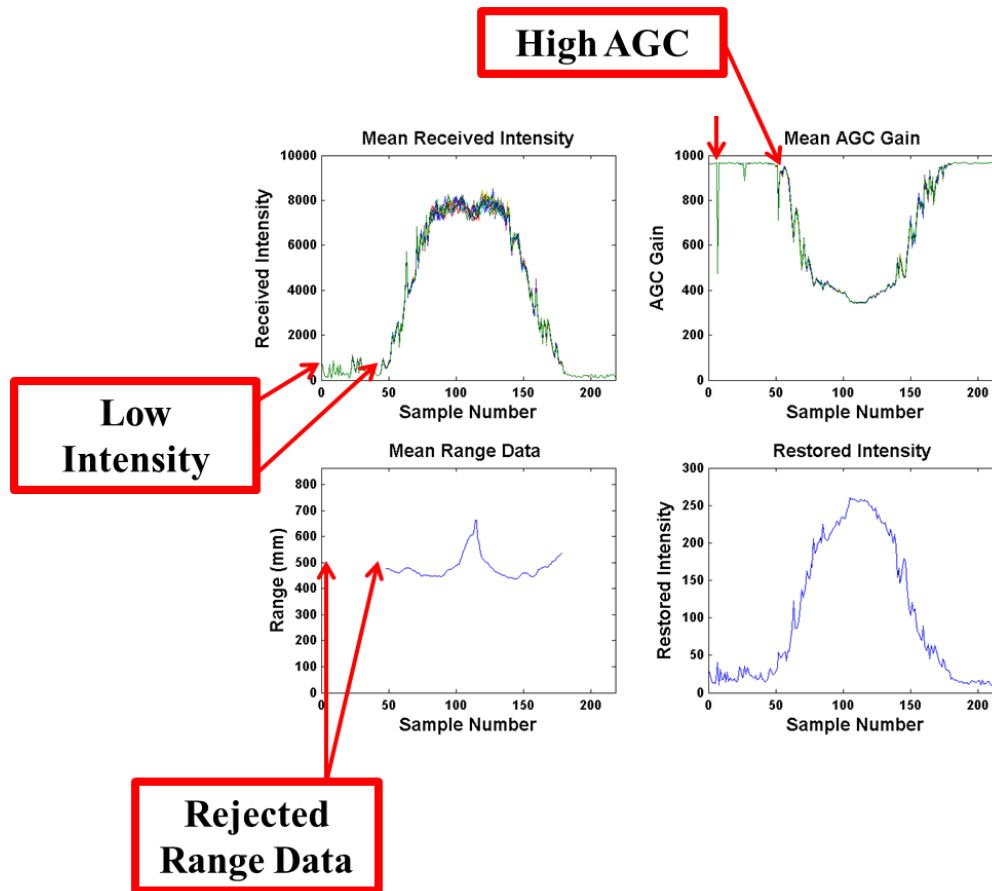 High AGC
Mean Received Intensity
10000
8000
6000
4000
2000
0
Received Intensity
0 50 100 150 200
Sample Number
Mean AGC Gain
1000
800
600
400
200
0
AGC Gain
0 50 100 150 200
Sample Number
Low
Intensity
Mean Range Data
800
700
600
500
400
300
200
100
0
Range (mm)
0 50 100 150 200
Sample Number
Restored Intensity
300
250
200
150
100
50
0
Restored Intensity
0 50 100 150 200
Sample Number
Rejected
Range Data